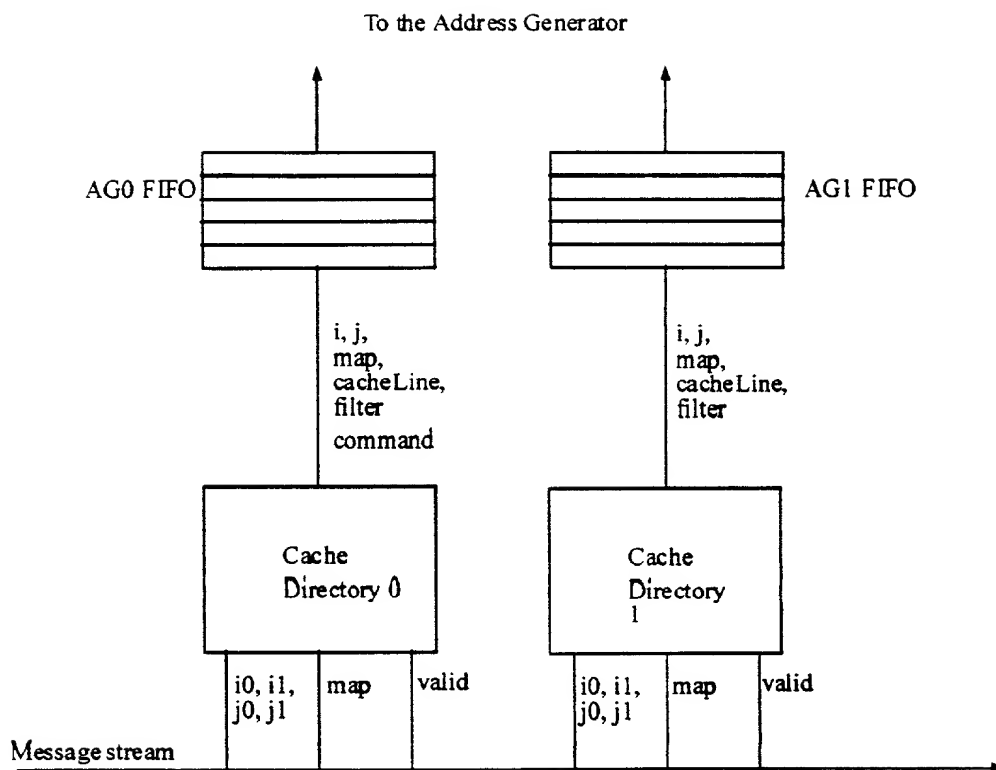 To the Address Generator
AG0 FIFO
AG1 FIFO
i, j,
map,
cacheLine,
filter
command
i, j,
map,
cacheLine,
filter
Cache
Directory 0
Cache
Directory
1
i0, i1,
j0, j1
map
valid
i0, i1,
j0, j1
map
valid
Message stream